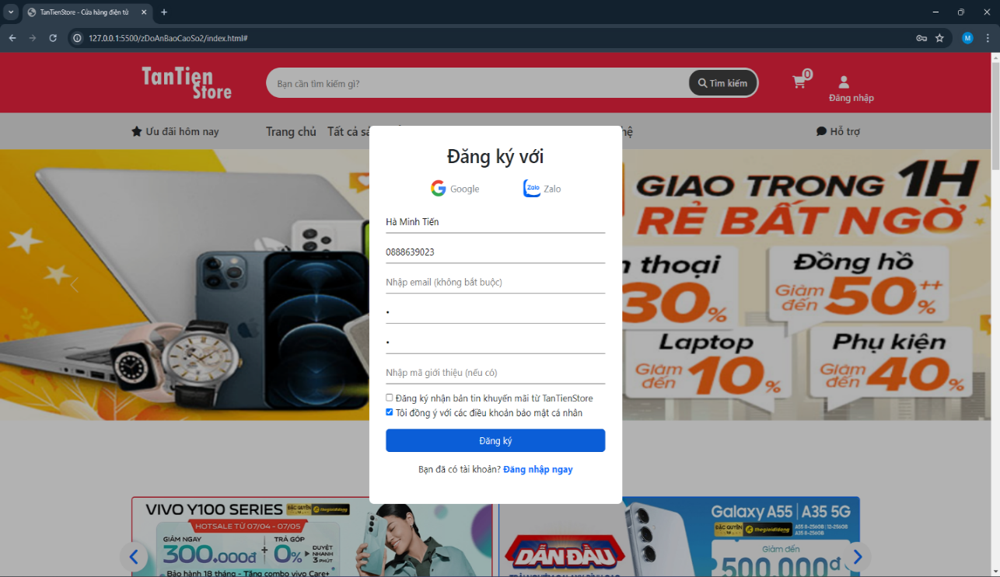 TanTienStore - Cửa hàng điện tử
127.0.0.1:5500/zDoAnBaoCaoSo2/index.html#
M
TanTien
Store
Bạn cần tìm kiếm gì?
Tìm kiếm
0
Đăng nhập
Ưu đãi hôm nay
Trang chủ
Tất cả
hệ
Hỗ trợ
Đăng ký với
Google
Zalo
Zalo
Hà Minh Tiến
0888639023
Nhập email (không bắt buộc)
•
•
Nhập mã giới thiệu (nếu có)
Đăng ký nhận bản tin khuyến mãi từ TanTienStore
Tôi đồng ý với các điều khoản bảo mật cá nhân
Đăng ký
Bạn đã có tài khoản? Đăng nhập ngay
GIAO TRONG 1H
RẺ BẤT NGỜ
thoại
30%
Đồng hồ
Giảm đến 50++%
Laptop
Giảm đến 10%
Phụ kiện
Giảm đến 40%
VIVO Y100 SERIES
ĐẶC QUYỀN
thegioididong
HOTSALE TỪ 07/04 - 07/05
GIẢM NGAY
300.000đ
+
TRẢ GÓP
0%
DUYỆT
NHANH
3 PHÚT
Bảo hành 18 tháng - Tặng combo vivo Care+
DẪN ĐẦU
Galaxy A55 | A35 5G
ĐẶC QUYỀN
thegioididong
Giảm đến
500.000đ